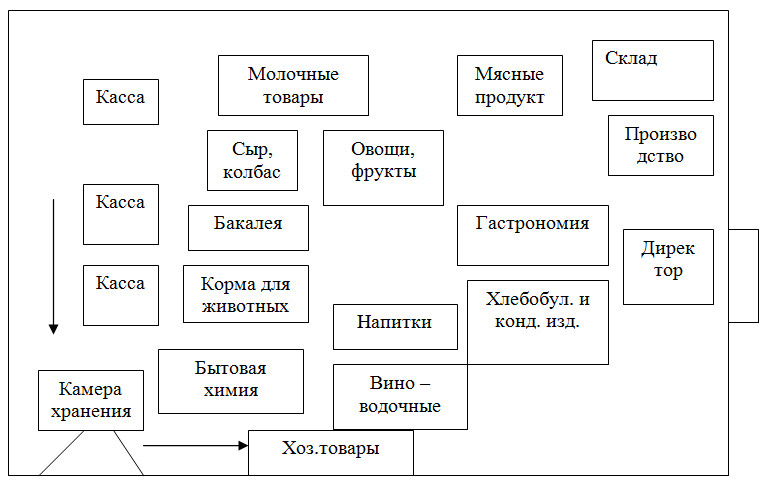 Касса
Молочные
товары
Мясные
продукт
Склад
Сыр,
колбас
Овощи,
фрукты
Произво
дство
Касса
Бакалея
Гастрономия
Дирек
тор
Касса
Корма для
животных
Напитки
Хлебобул. и
конд. изд.
Камера
хранения
Бытовая
химия
Вино –
водочные
Хоз.товары